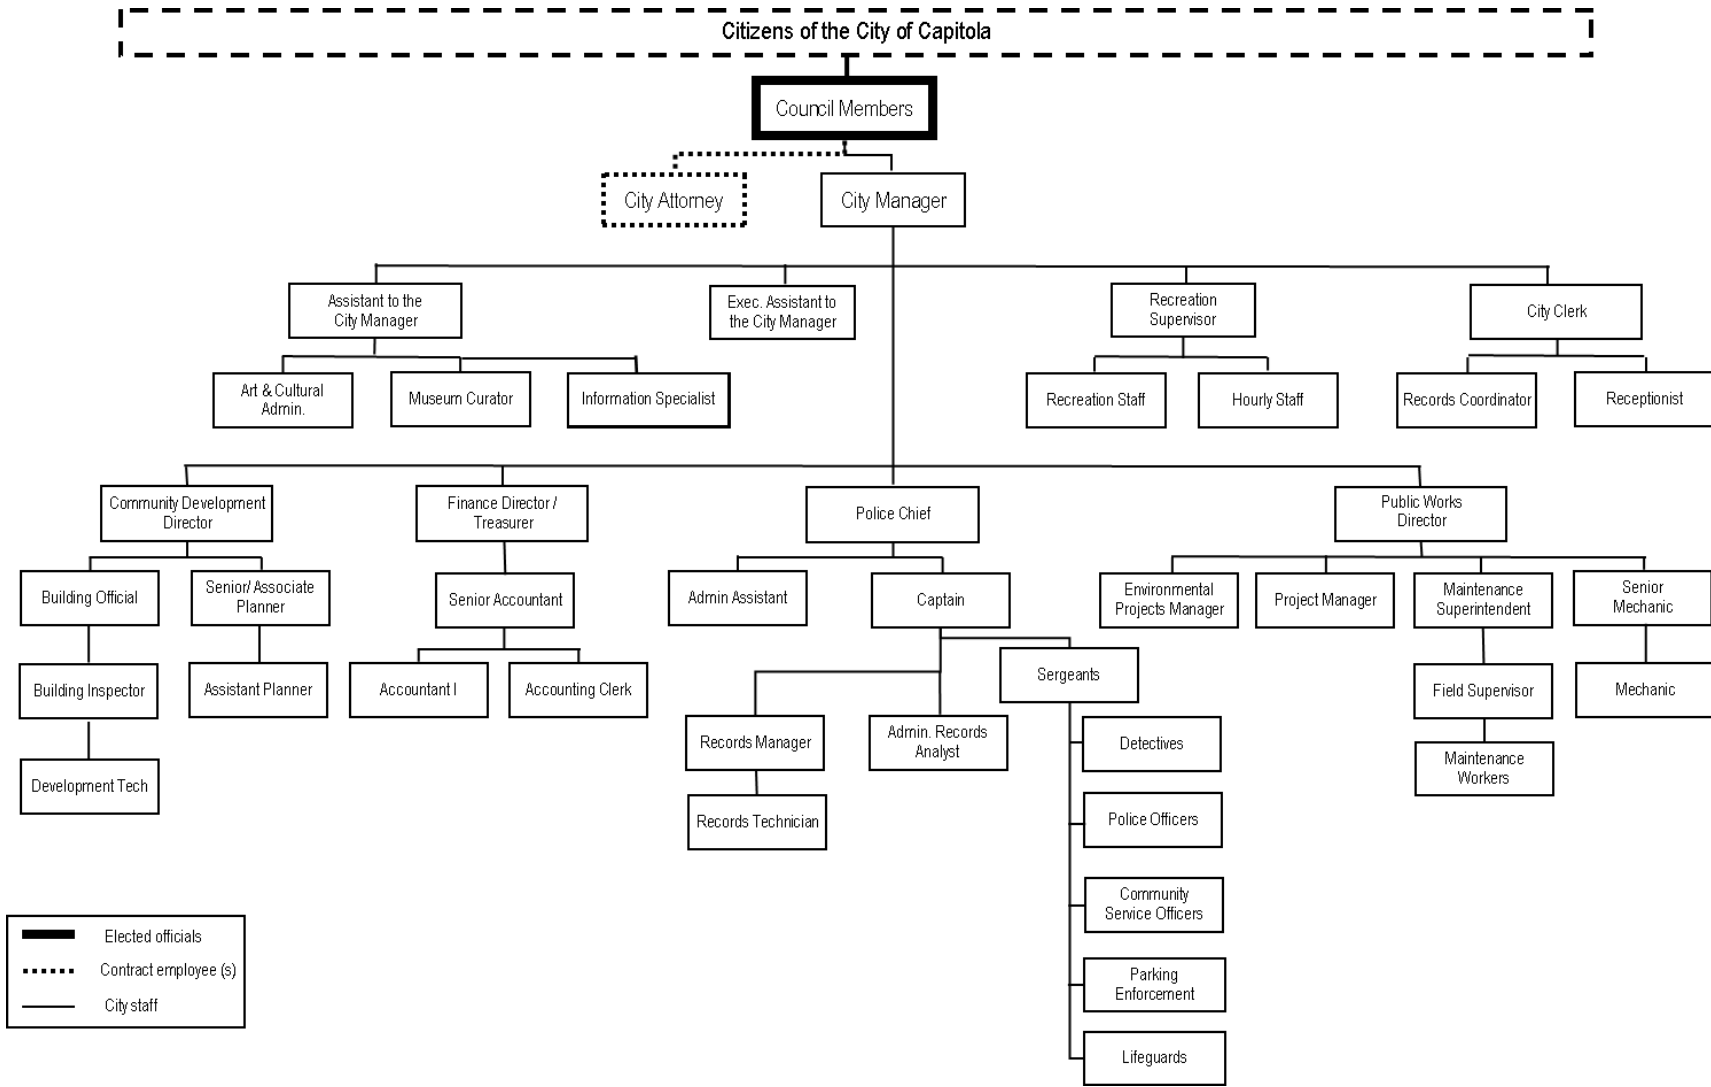 Citizens of the City of Capitola
Council Members
City Attorney
City Manager
Assistant to the
City Manager
Exec. Assistant to
the City Manager
Recreation
Supervisor
City Clerk
Art & Cultural
Admin.
Museum Curator
Information Specialist
Recreation Staff
Hourly Staff
Records Coordinator
Receptionist
Community Development
Director
Finance Director /
Treasurer
Police Chief
Public Works
Director
Building Official
Senior/ Associate
Planner
Senior Accountant
Admin Assistant
Captain
Environmental
Projects Manager
Project Manager
Maintenance
Superintendent
Senior
Mechanic
Building Inspector
Assistant Planner
Accountant I
Accounting Clerk
Sergeants
Field Supervisor
Mechanic
Records Manager
Admin. Records
Analyst
Detectives
Maintenance
Workers
Development Tech
Records Technician
Police Officers
Community
Service Officers
Parking
Enforcement
Lifeguards
Elected officials
Contract employee (s)
City staff